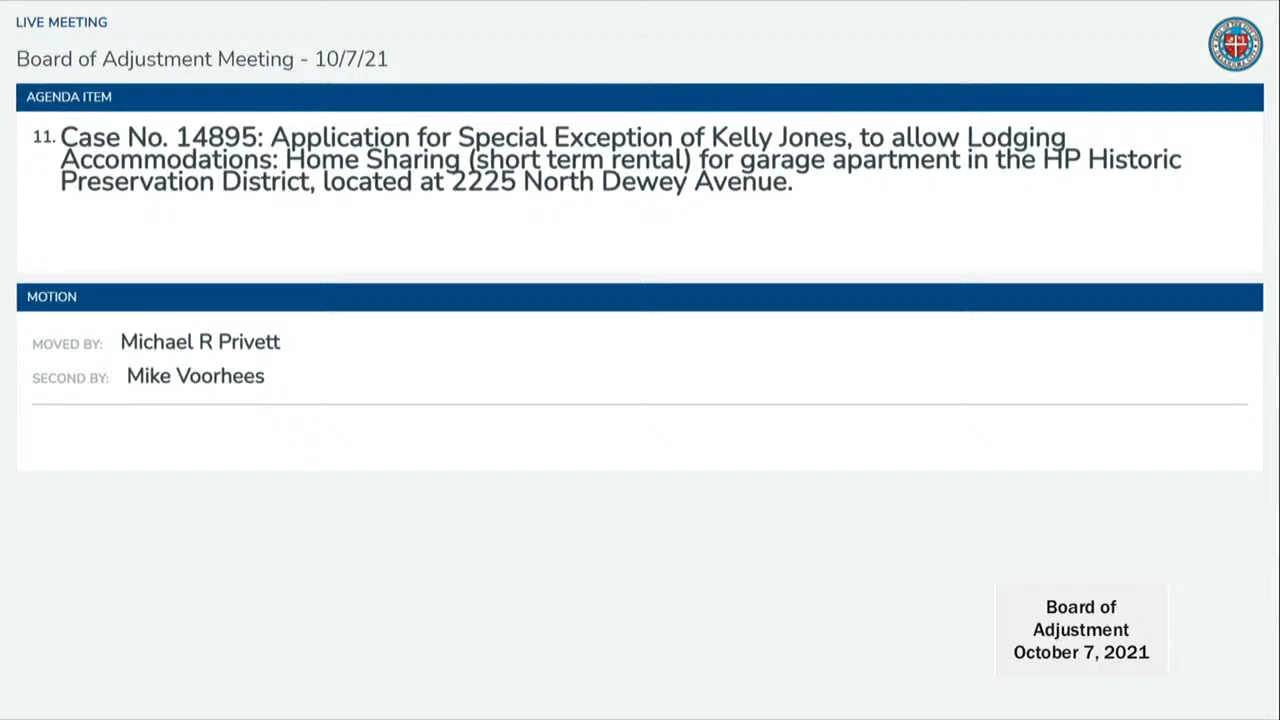 LIVE MEETING
Board of Adjustment Meeting - 10/7/21
AGENDA ITEM
11. Case No. 14895: Application for Special Exception of Kelly Jones, to allow Lodging
Accommodations: Home Sharing (short term rental) for garage apartment in the HP Historic
Preservation District, located at 2225 North Dewey Avenue.
MOTION
MOVED BY: Michael R Privett
SECOND BY: Mike Voorhees
Board of
Adjustment
October 7, 2021